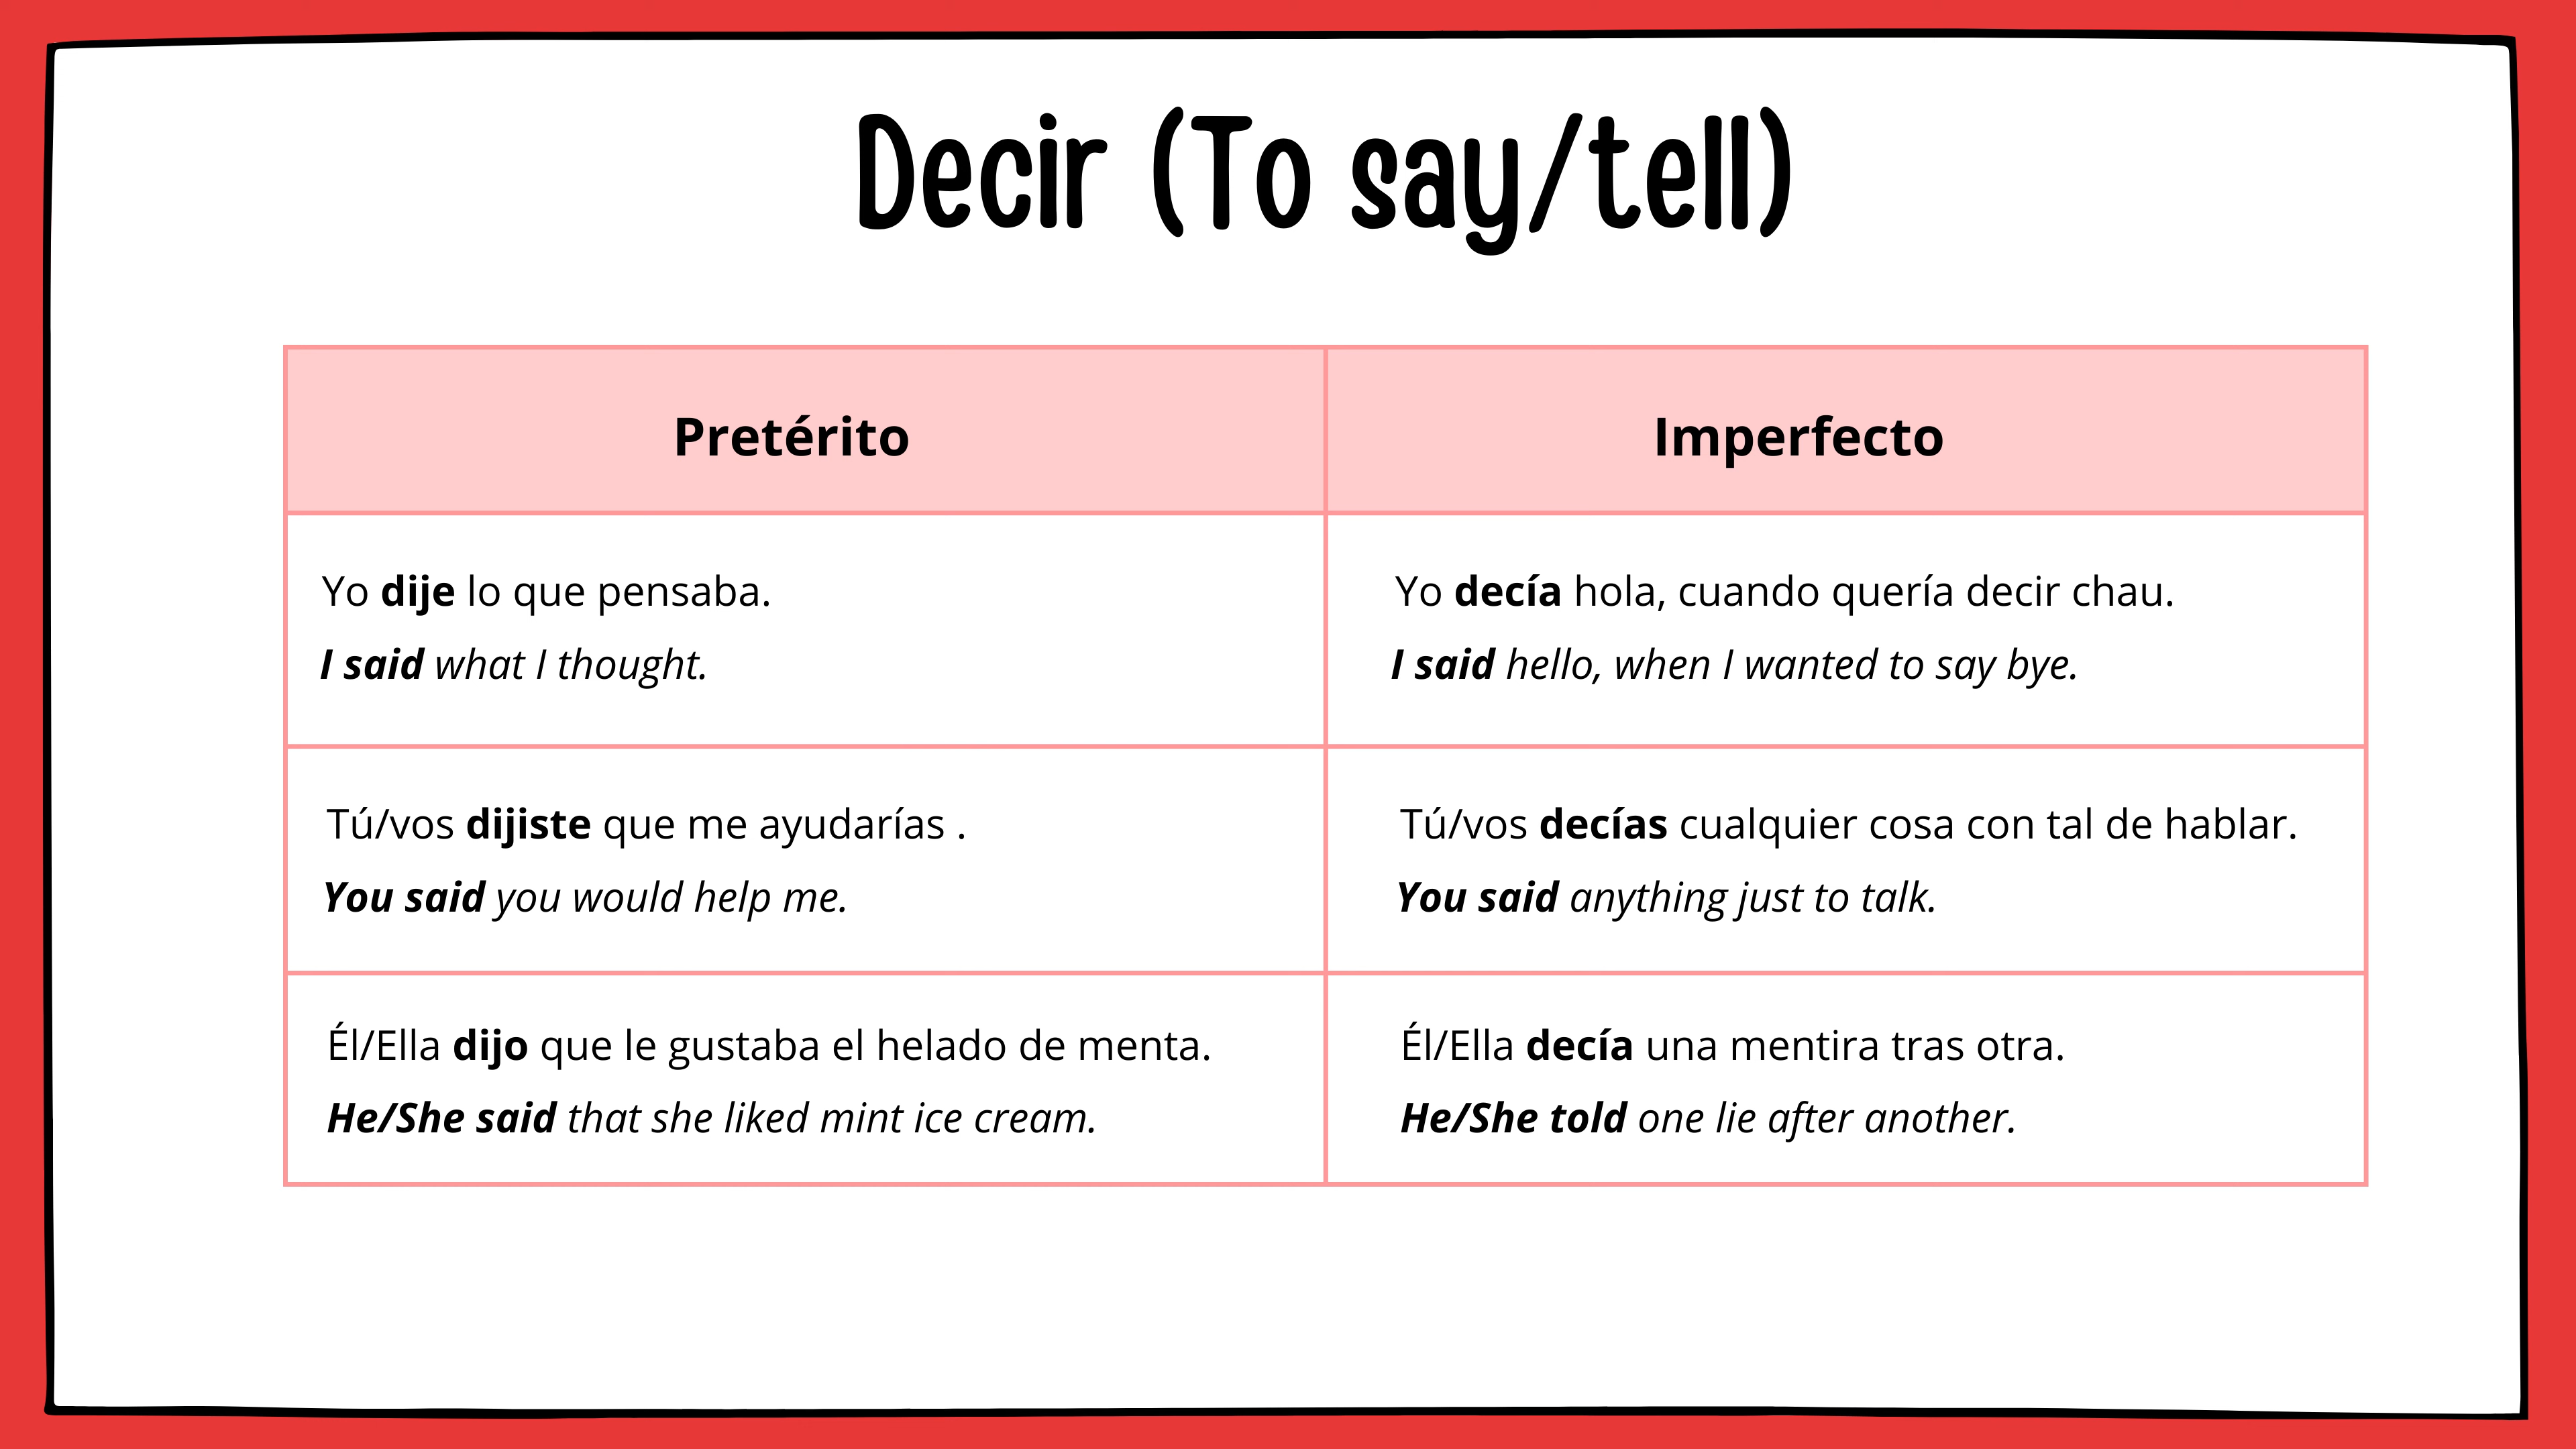 Decir (To say/tell)
Pretérito
Imperfecto
Yo dije lo que pensaba.
I said what I thought.
Yo decía hola, cuando quería decir chau.
I said hello, when I wanted to say bye.
Tú/vos dijiste que me ayudarías .
You said you would help me.
Tú/vos decías cualquier cosa con tal de hablar.
You said anything just to talk.
Él/Ella dijo que le gustaba el helado de menta.
He/She said that she liked mint ice cream.
Él/Ella decía una mentira tras otra.
He/She told one lie after another.